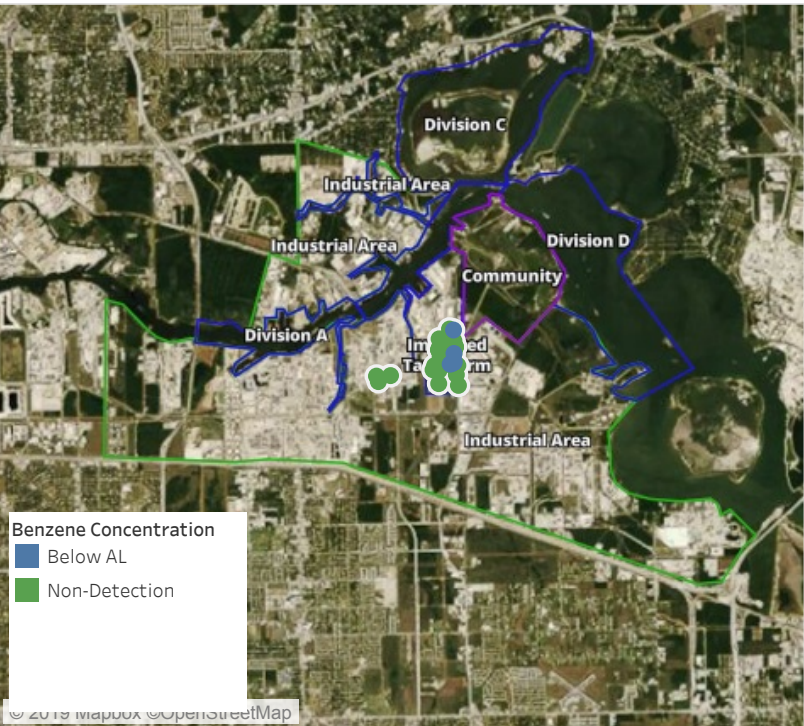 Division C
Industrial Area
Division D
Industrial Area
Community
Division A
Industrial Area
Benzene Concentration
Below AL
Non-Detection
© 2019 Mapbox ©OpenStreetMap